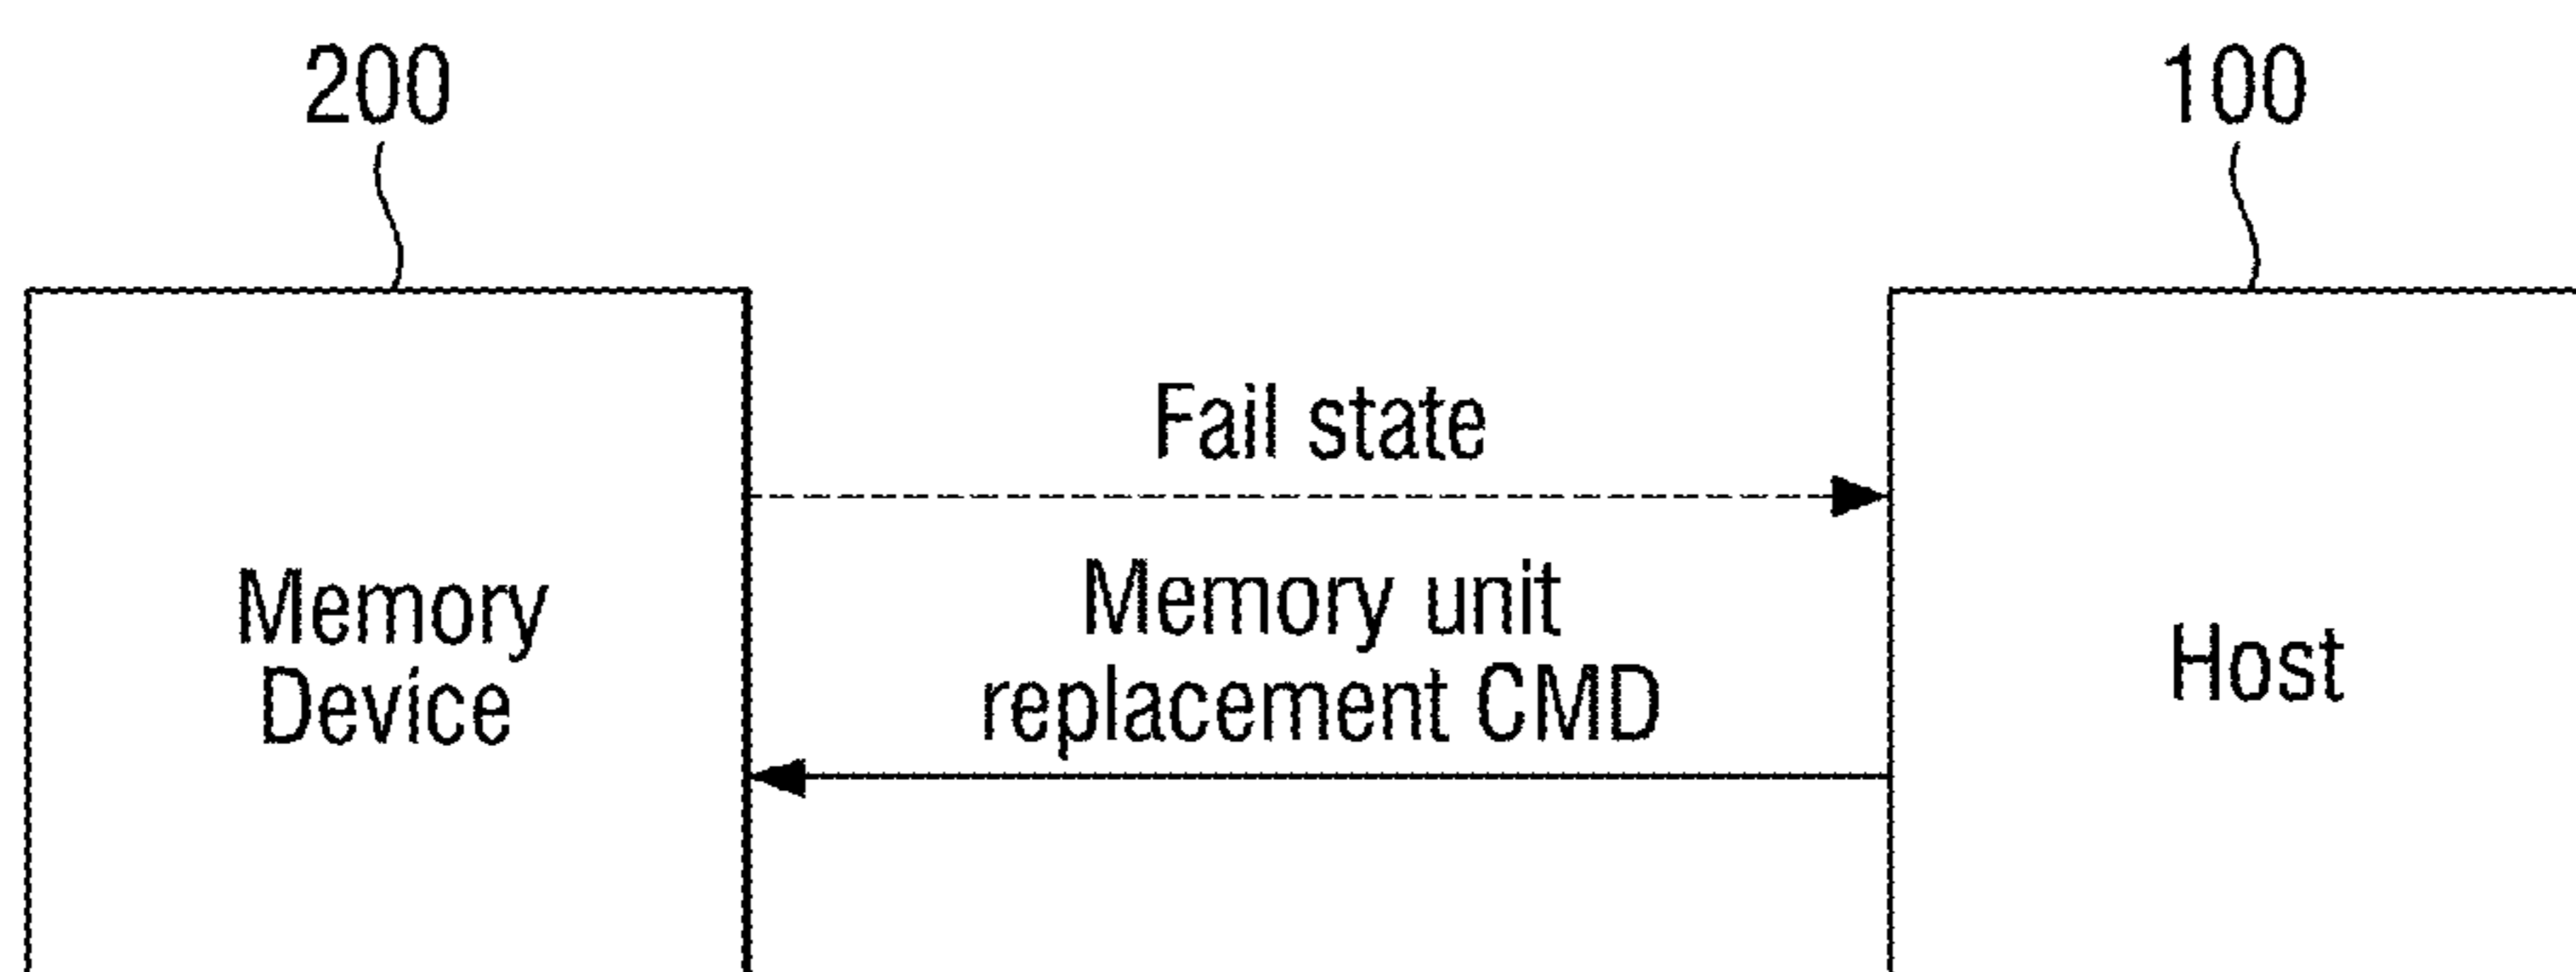 200
100
Fail state
Memory unit
replacement CMD
Memory
Device
Host